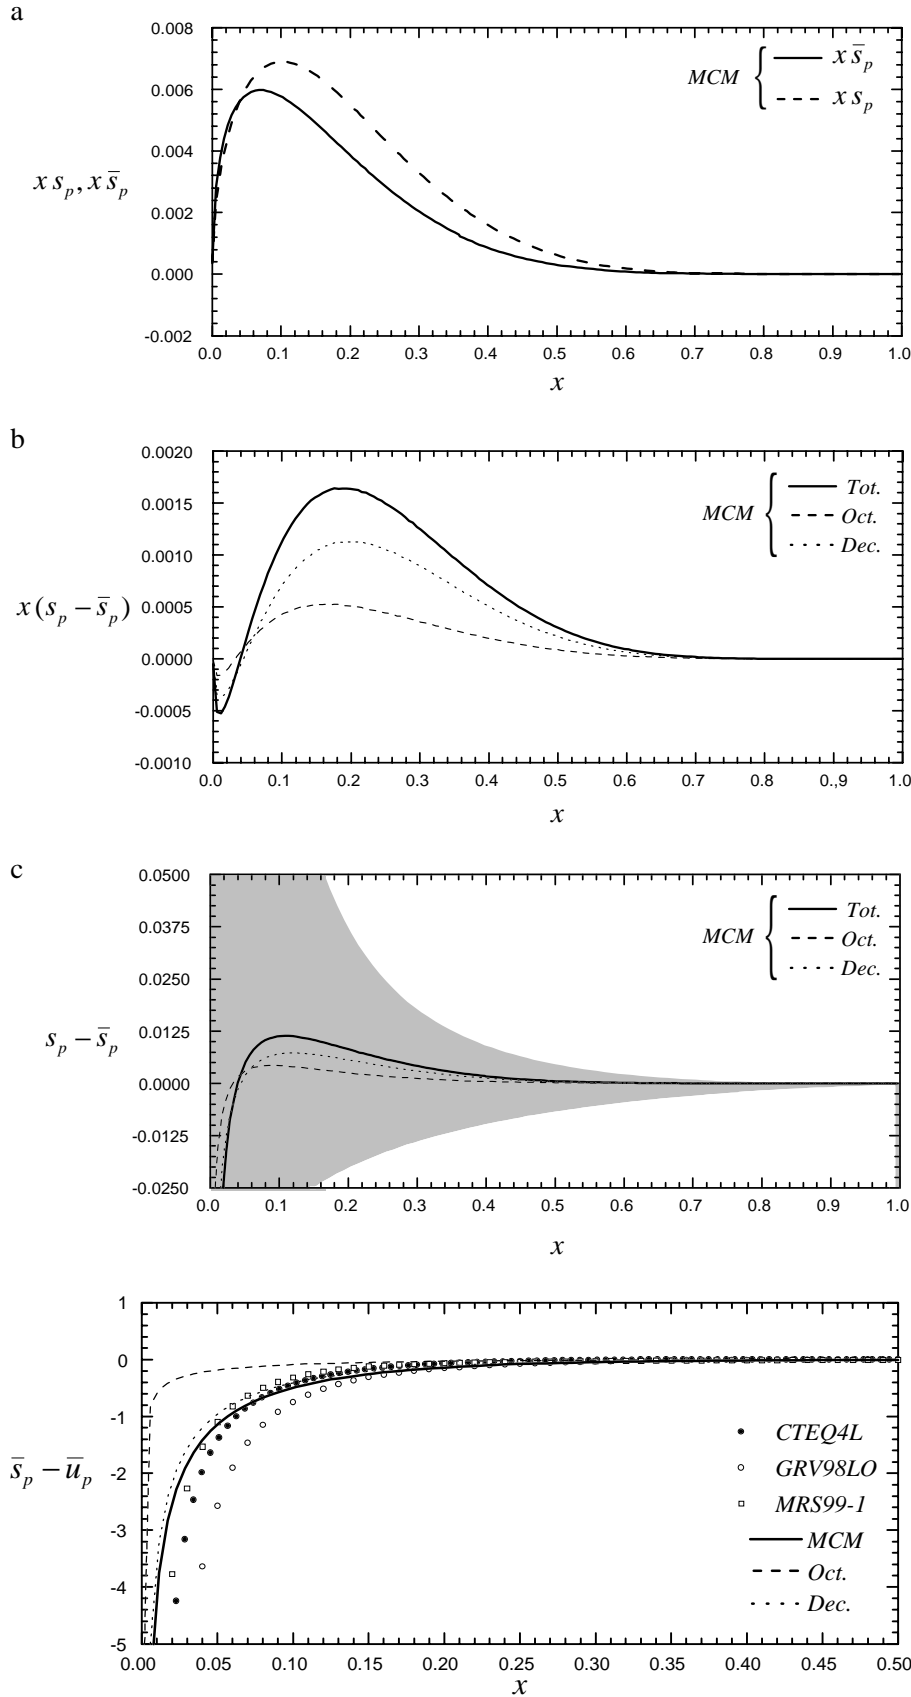 a
0.008
0.006
0.004
0.002
0.000
-0.002
x s_p, x s̄_p
MCM { x s̄_p
x s_p
0.0 0.1 0.2 0.3 0.4 0.5 0.6 0.7 0.8 0.9 1.0
x
b
0.0020
0.0015
0.0010
0.0005
0.0000
-0.0005
-0.0010
x (s_p − s̄_p)
MCM { Tot.
Oct.
Dec.
0.0 0.1 0.2 0.3 0.4 0.5 0.6 0.7 0.8 0.,9 1.0
x
c
0.0500
0.0375
0.0250
0.0125
0.0000
-0.0125
-0.0250
s_p − s̄_p
MCM { Tot.
Oct.
Dec.
0.0 0.1 0.2 0.3 0.4 0.5 0.6 0.7 0.8 0.9 1.0
x
1
0
-1
-2
-3
-4
-5
s̄_p − ū_p
CTEQ4L
GRV98LO
MRS99-1
MCM
Oct.
Dec.
0.00 0.05 0.10 0.15 0.20 0.25 0.30 0.35 0.40 0.45 0.50
x